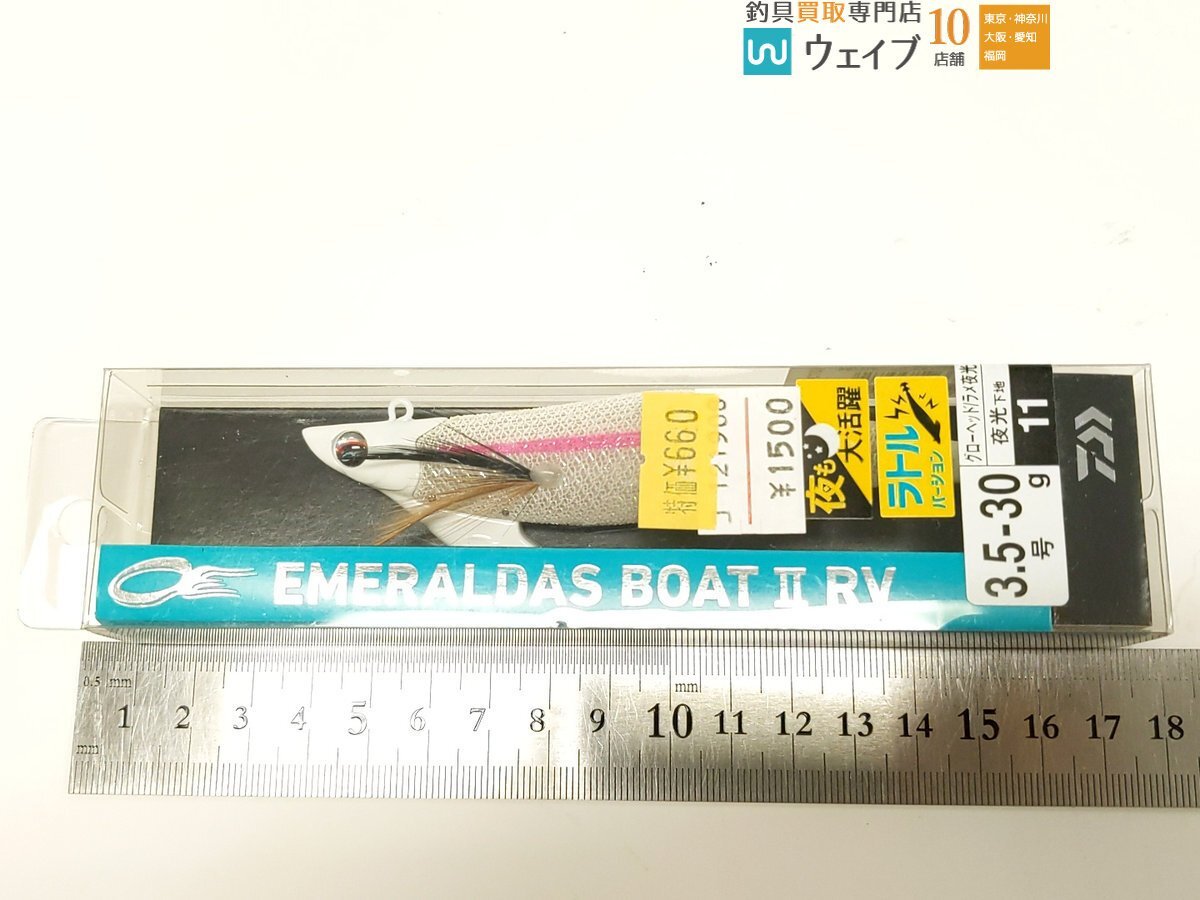 釣具買取専門店
ウェイブ
10
店舗
東京・神奈川
大阪・愛知
福岡
特価¥660
¥1500
夜も
大活躍
ラトル
バージョン
グローヘッド/ラメ夜光
夜光下地
11
3.5-30
号 g
EMERALDAS BOAT II RV
0.5 mm
mm
1 2 3 4 5 6 7 8 9 10 11 12 13 14 15 16 17 18
mm